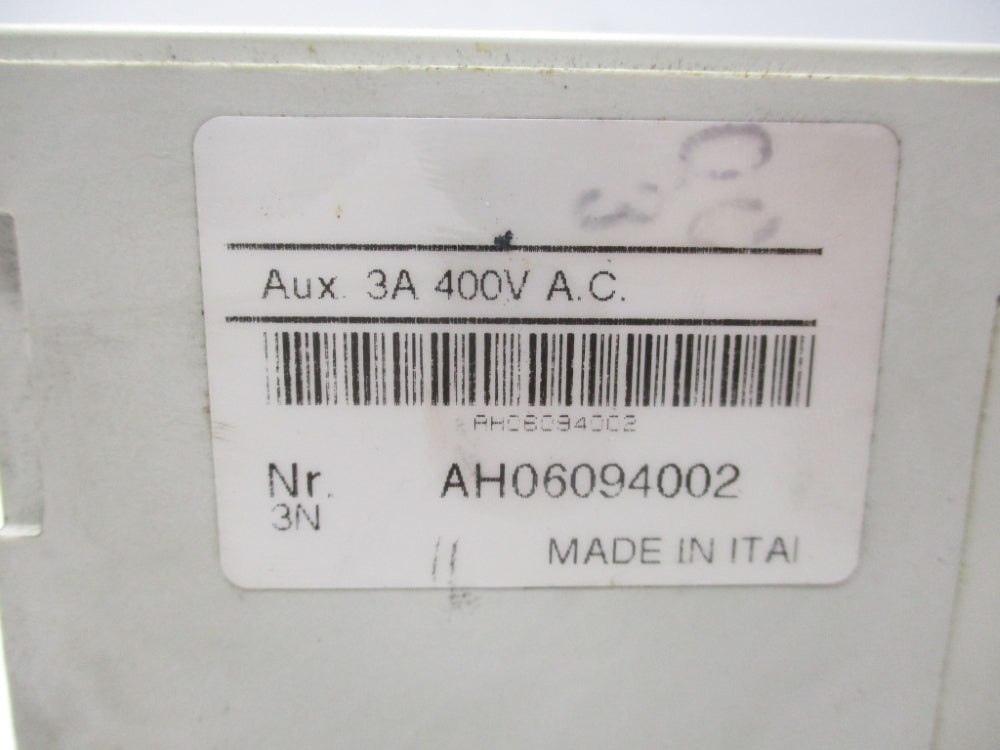 Aux. 3A 400V A.C.
AH06094002
Nr. AH06094002
3N
MADE IN ITAI